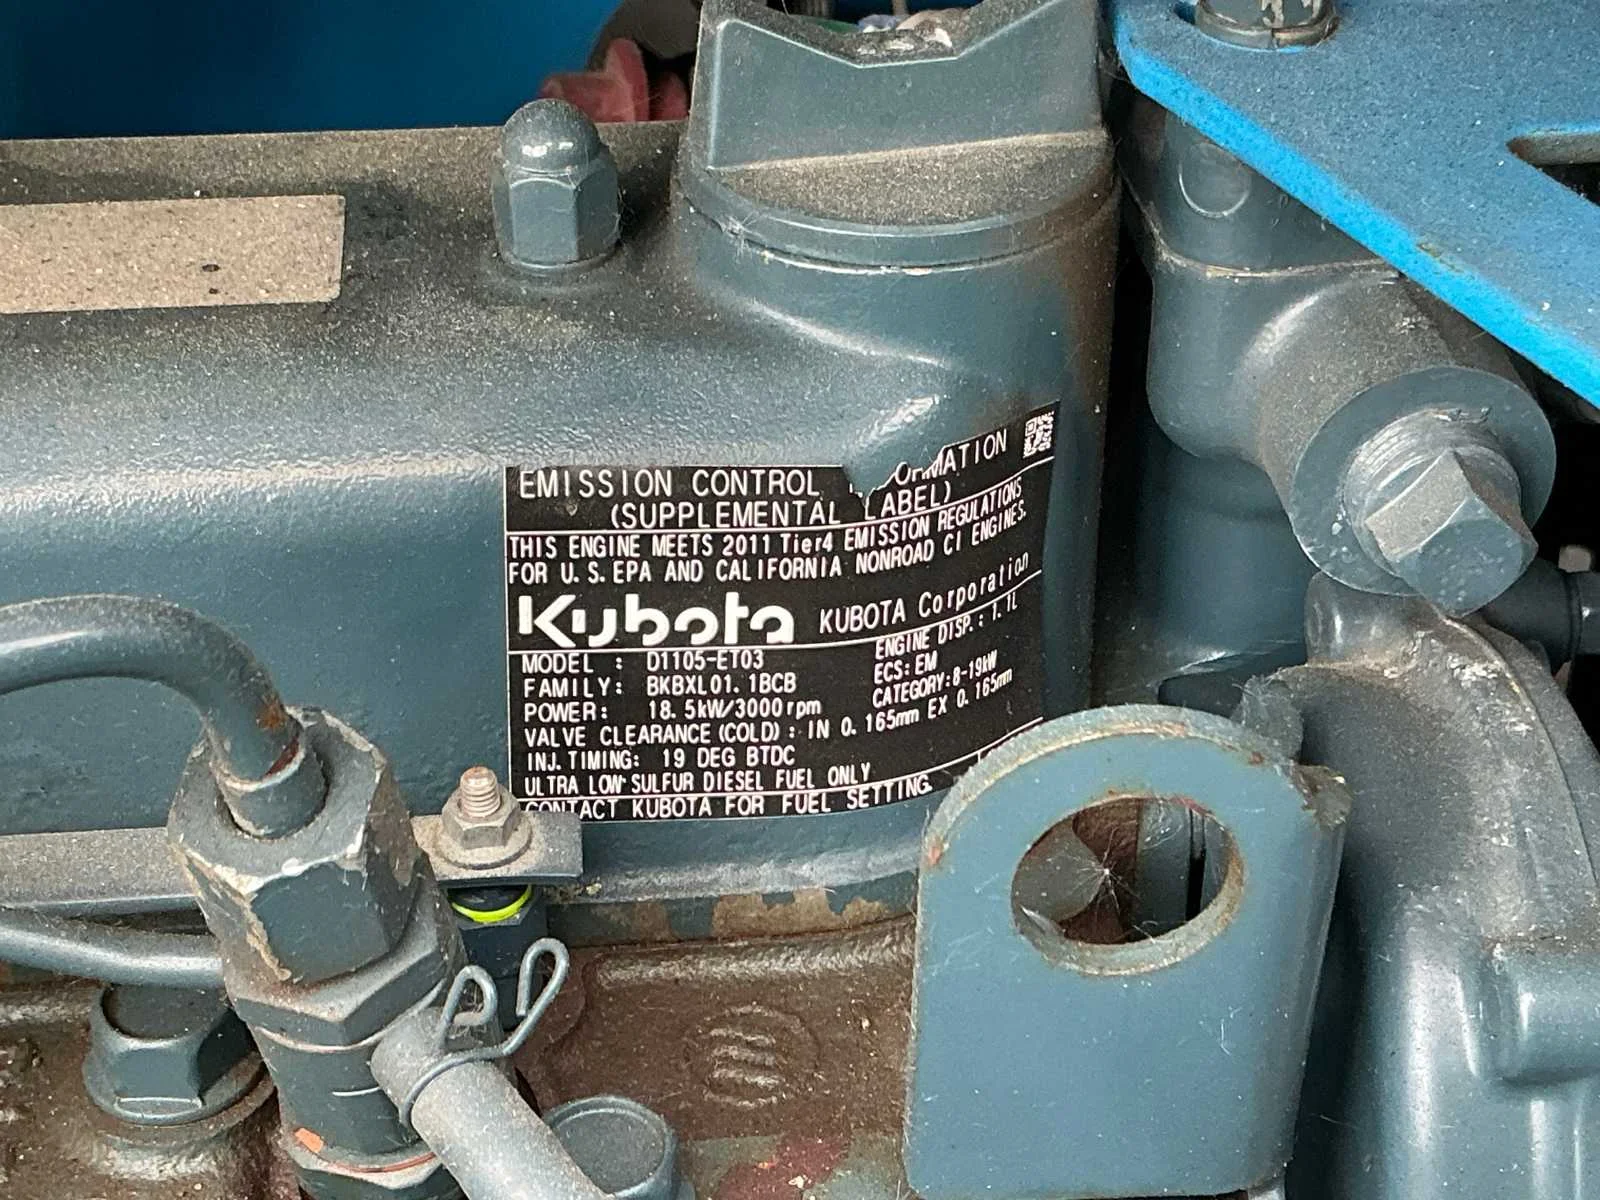 EMISSION CONTROL INFORMATION
(SUPPLEMENTAL LABEL)
THIS ENGINE MEETS 2011 Tier4 EMISSION REGULATIONS
FOR U.S. EPA AND CALIFORNIA NONROAD CI ENGINES.
Kubota KUBOTA Corporation
MODEL : D1105-ET03 ENGINE DISP.: 1.1L
FAMILY: BKBXL01.1BCB ECS: EM
POWER: 18.5kW/3000rpm CATEGORY:8-19kW
VALVE CLEARANCE (COLD) : IN 0.165mm EX 0.165mm
INJ. TIMING: 19 DEG BTDC
ULTRA LOW SULFUR DIESEL FUEL ONLY
CONTACT KUBOTA FOR FUEL SETTING.